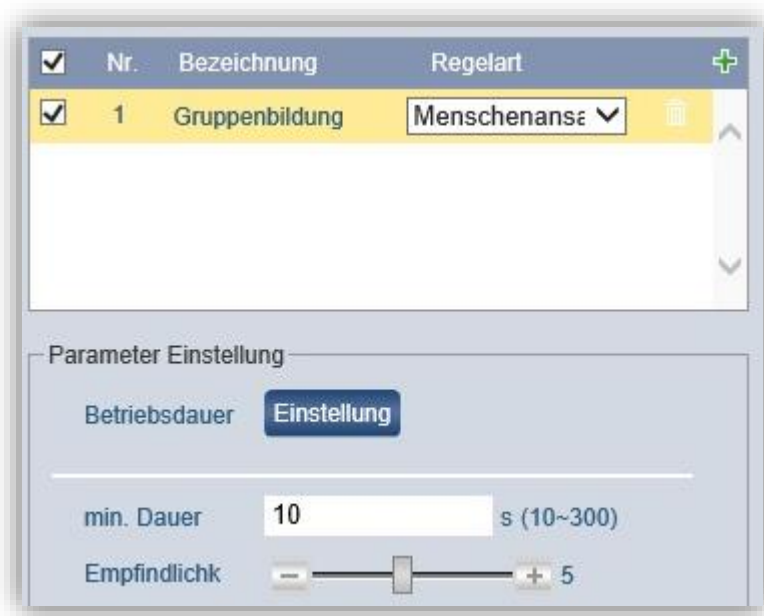 Nr. Bezeichnung Regelart
1 Gruppenbildung Menschenansa
Parameter Einstellung
Betriebsdauer Einstellung
min. Dauer 10 s (10~300)
Empfindlichk 5